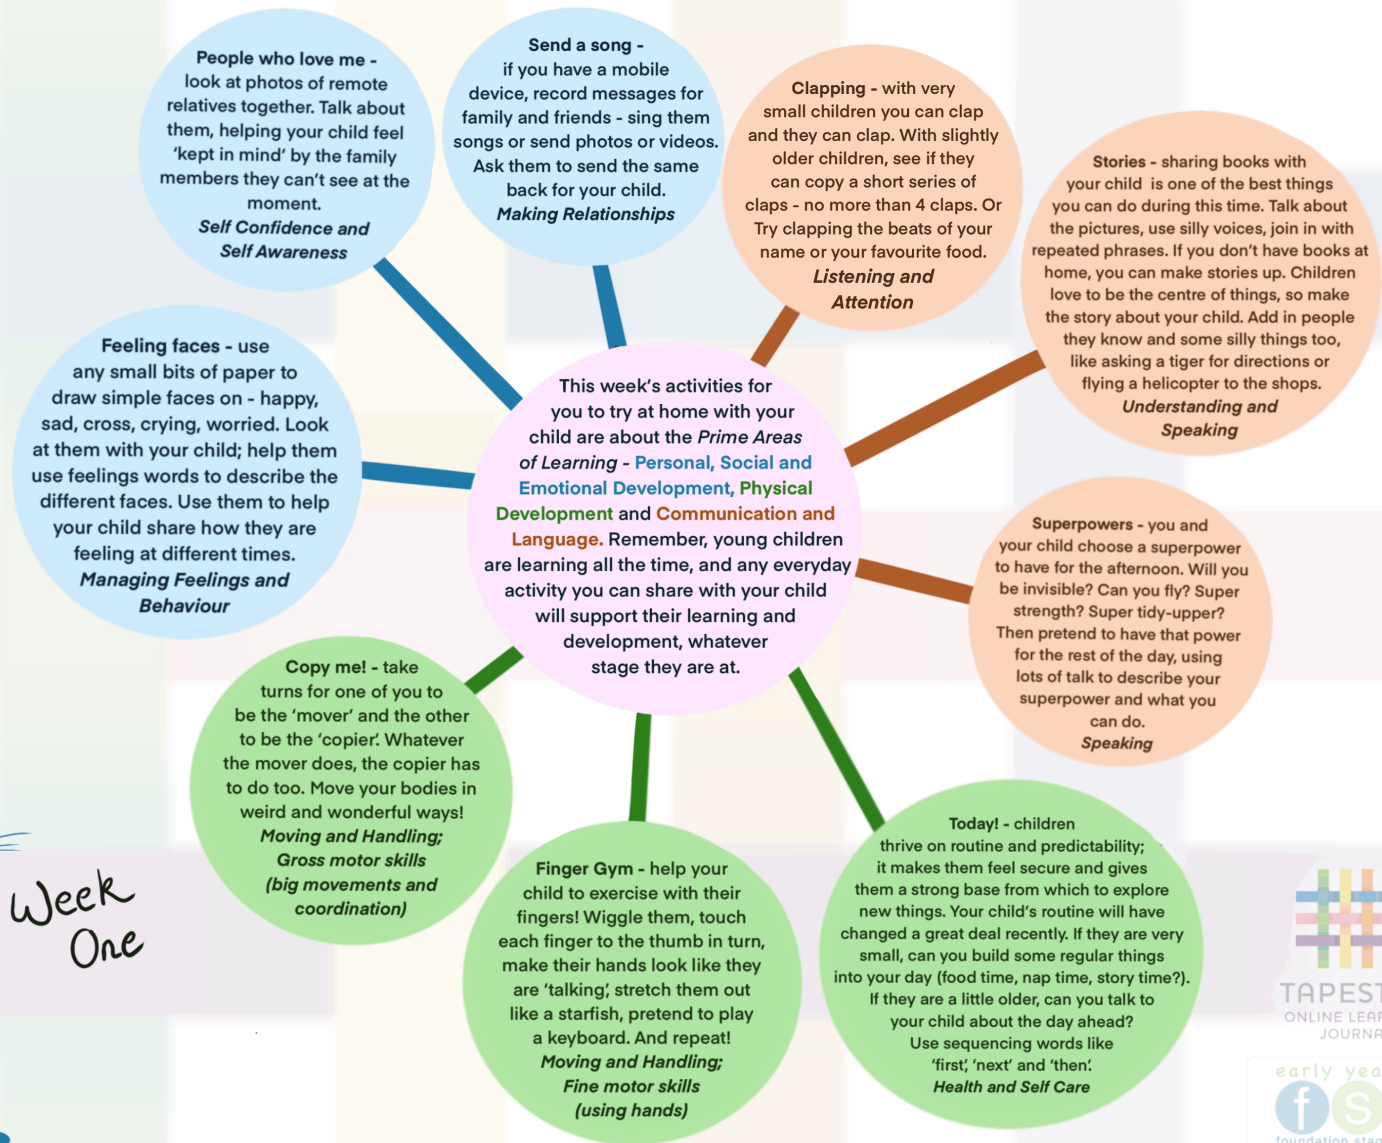 People who love me -
look at photos of remote
relatives together. Talk about
them, helping your child feel
‘kept in mind’ by the family
members they can’t see at the
moment.
Self Confidence and
Self Awareness
Send a song -
if you have a mobile
device, record messages for
family and friends - sing them
songs or send photos or videos.
Ask them to send the same
back for your child.
Making Relationships
Clapping - with very
small children you can clap
and they can clap. With slightly
older children, see if they
can copy a short series of
claps - no more than 4 claps. Or
Try clapping the beats of your
name or your favourite food.
Listening and
Attention
Stories - sharing books with
your child is one of the best things
you can do during this time. Talk about
the pictures, use silly voices, join in with
repeated phrases. If you don’t have books at
home, you can make stories up. Children
love to be the centre of things, so make
the story about your child. Add in people
they know and some silly things too,
like asking a tiger for directions or
flying a helicopter to the shops.
Understanding and
Speaking
Feeling faces - use
any small bits of paper to
draw simple faces on - happy,
sad, cross, crying, worried. Look
at them with your child; help them
use feelings words to describe the
different faces. Use them to help
your child share how they are
feeling at different times.
Managing Feelings and
Behaviour
This week’s activities for
you to try at home with your
child are about the Prime Areas
of Learning - Personal, Social and
Emotional Development, Physical
Development and Communication and
Language. Remember, young children
are learning all the time, and any everyday
activity you can share with your child
will support their learning and
development, whatever
stage they are at.
Superpowers - you and
your child choose a superpower
to have for the afternoon. Will you
be invisible? Can you fly? Super
strength? Super tidy-upper?
Then pretend to have that power
for the rest of the day, using
lots of talk to describe your
superpower and what you
can do.
Speaking
Copy me! - take
turns for one of you to
be the ‘mover’ and the other
to be the ‘copier’. Whatever
the mover does, the copier has
to do too. Move your bodies in
weird and wonderful ways!
Moving and Handling;
Gross motor skills
(big movements and
coordination)
Finger Gym - help your
child to exercise with their
fingers! Wiggle them, touch
each finger to the thumb in turn,
make their hands look like they
are ‘talking’, stretch them out
like a starfish, pretend to play
a keyboard. And repeat!
Moving and Handling;
Fine motor skills
(using hands)
Today! - children
thrive on routine and predictability;
it makes them feel secure and gives
them a strong base from which to explore
new things. Your child’s routine will have
changed a great deal recently. If they are very
small, can you build some regular things
into your day (food time, nap time, story time?).
If they are a little older, can you talk to
your child about the day ahead?
Use sequencing words like
‘first’, ‘next’ and ‘then’.
Health and Self Care
Week
One
TAPEST
ONLINE LEAR
JOURNA
early yea
f s
foundation stag